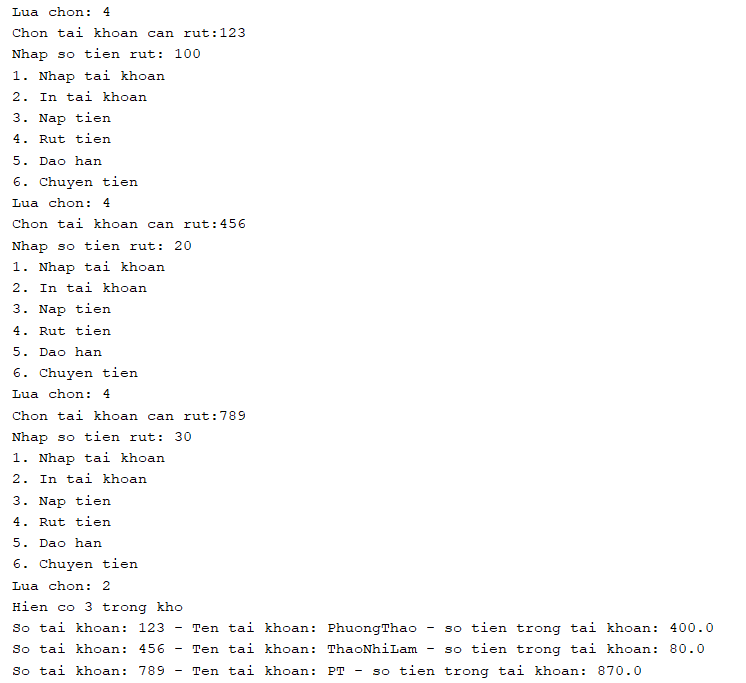 Lua chon: 4
Chon tai khoan can rut:123
Nhap so tien rut: 100
1. Nhap tai khoan
2. In tai khoan
3. Nap tien
4. Rut tien
5. Dao han
6. Chuyen tien
Lua chon: 4
Chon tai khoan can rut:456
Nhap so tien rut: 20
1. Nhap tai khoan
2. In tai khoan
3. Nap tien
4. Rut tien
5. Dao han
6. Chuyen tien
Lua chon: 4
Chon tai khoan can rut:789
Nhap so tien rut: 30
1. Nhap tai khoan
2. In tai khoan
3. Nap tien
4. Rut tien
5. Dao han
6. Chuyen tien
Lua chon: 2
Hien co 3 trong kho
So tai khoan: 123 - Ten tai khoan: PhuongThao - so tien trong tai khoan: 400.0
So tai khoan: 456 - Ten tai khoan: ThaoNhiLam - so tien trong tai khoan: 80.0
So tai khoan: 789 - Ten tai khoan: PT - so tien trong tai khoan: 870.0